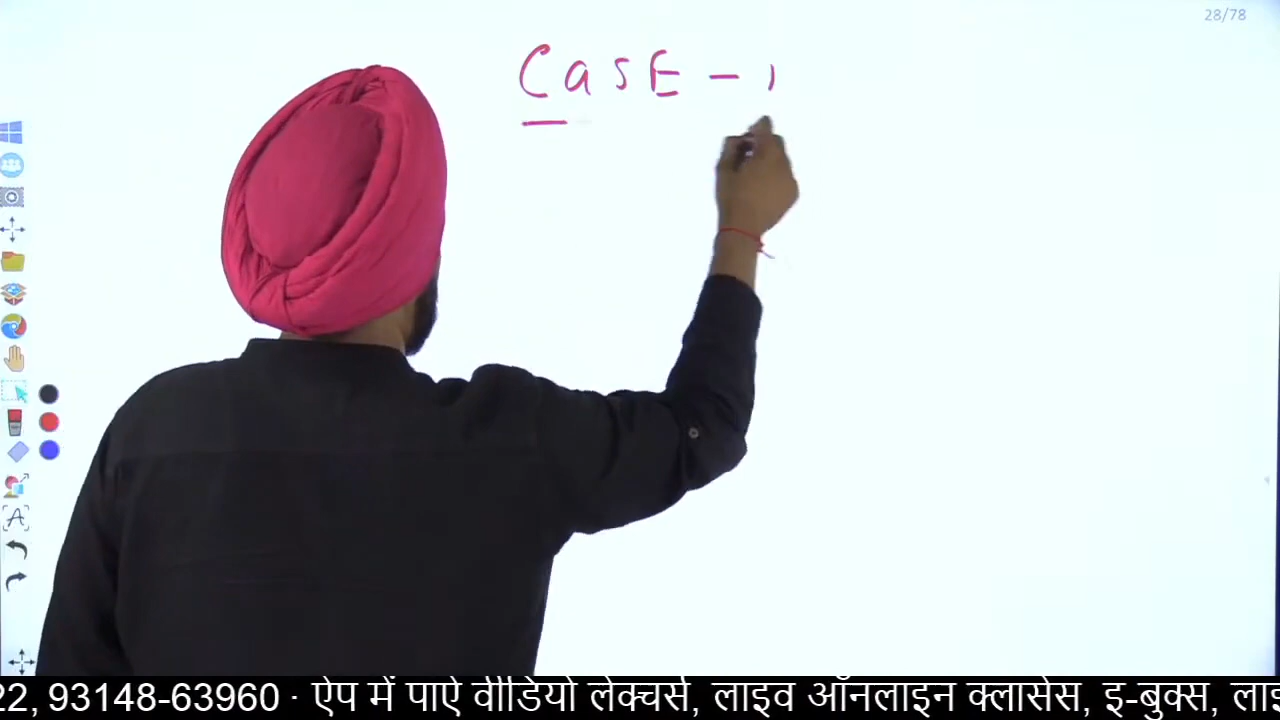 28/78
CasE - 1
22, 93148-63960 · ऐप में पाऐं वीडियो लेक्चर्स, लाइव ऑनलाइन क्लासेस, इ-बुक्स, लाइ